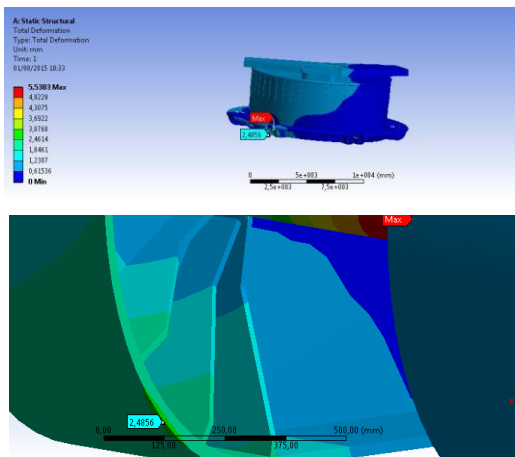 A: Static Structural
Total Deformation
Type: Total Deformation
Unit: mm
Time: 1
01/08/2015 18:33
5,5383 Max
4,9229
4,3075
3,6922
3,0768
2,4614
1,8461
1,2307
0,61536
0 Min
Max
2,4856
0 5e+003 1e+004 (mm)
2,5e+003 7,5e+003
Max
2,4856
0,00 250,00 500,00 (mm)
125,00 375,00